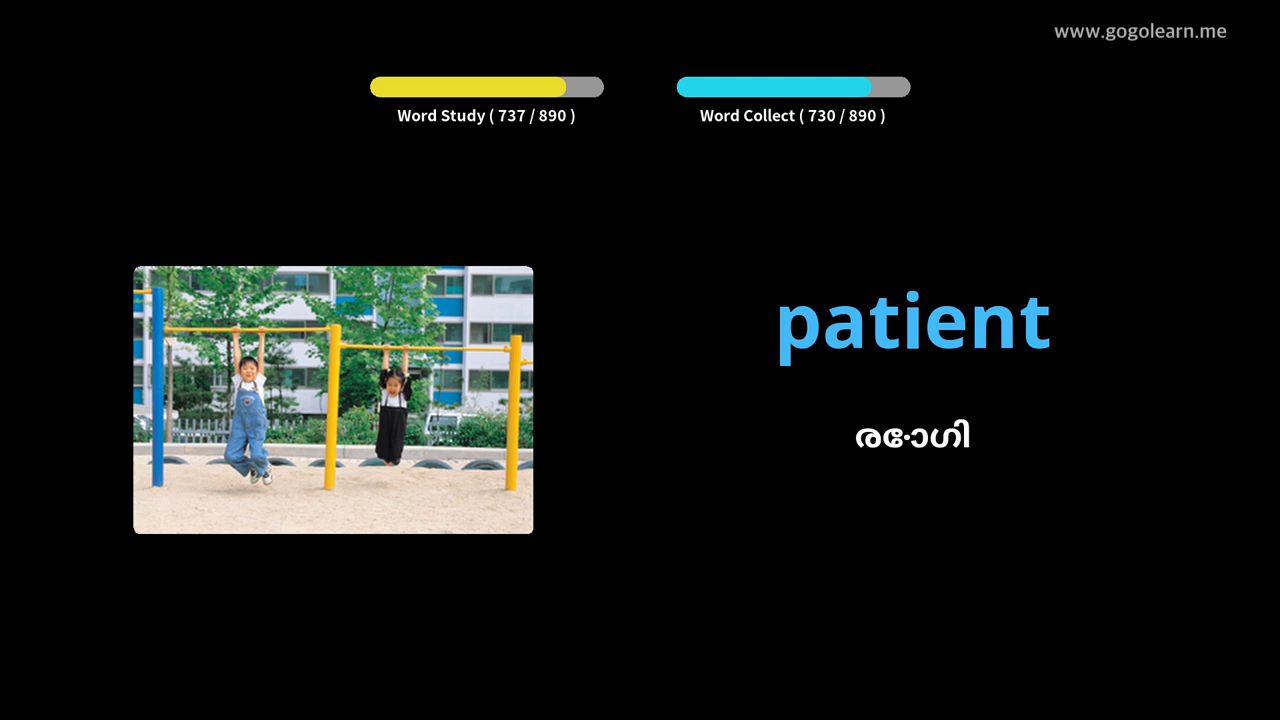 www.gogolearn.me
Word Study ( 737 / 890 )
Word Collect ( 730 / 890 )
patient
രോഗി